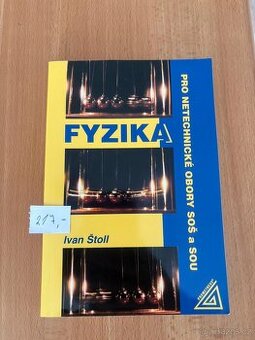 FYZIKA
PRO NETECHNICKÉ OBORY SOŠ a SOU
217,-
Ivan Štoll